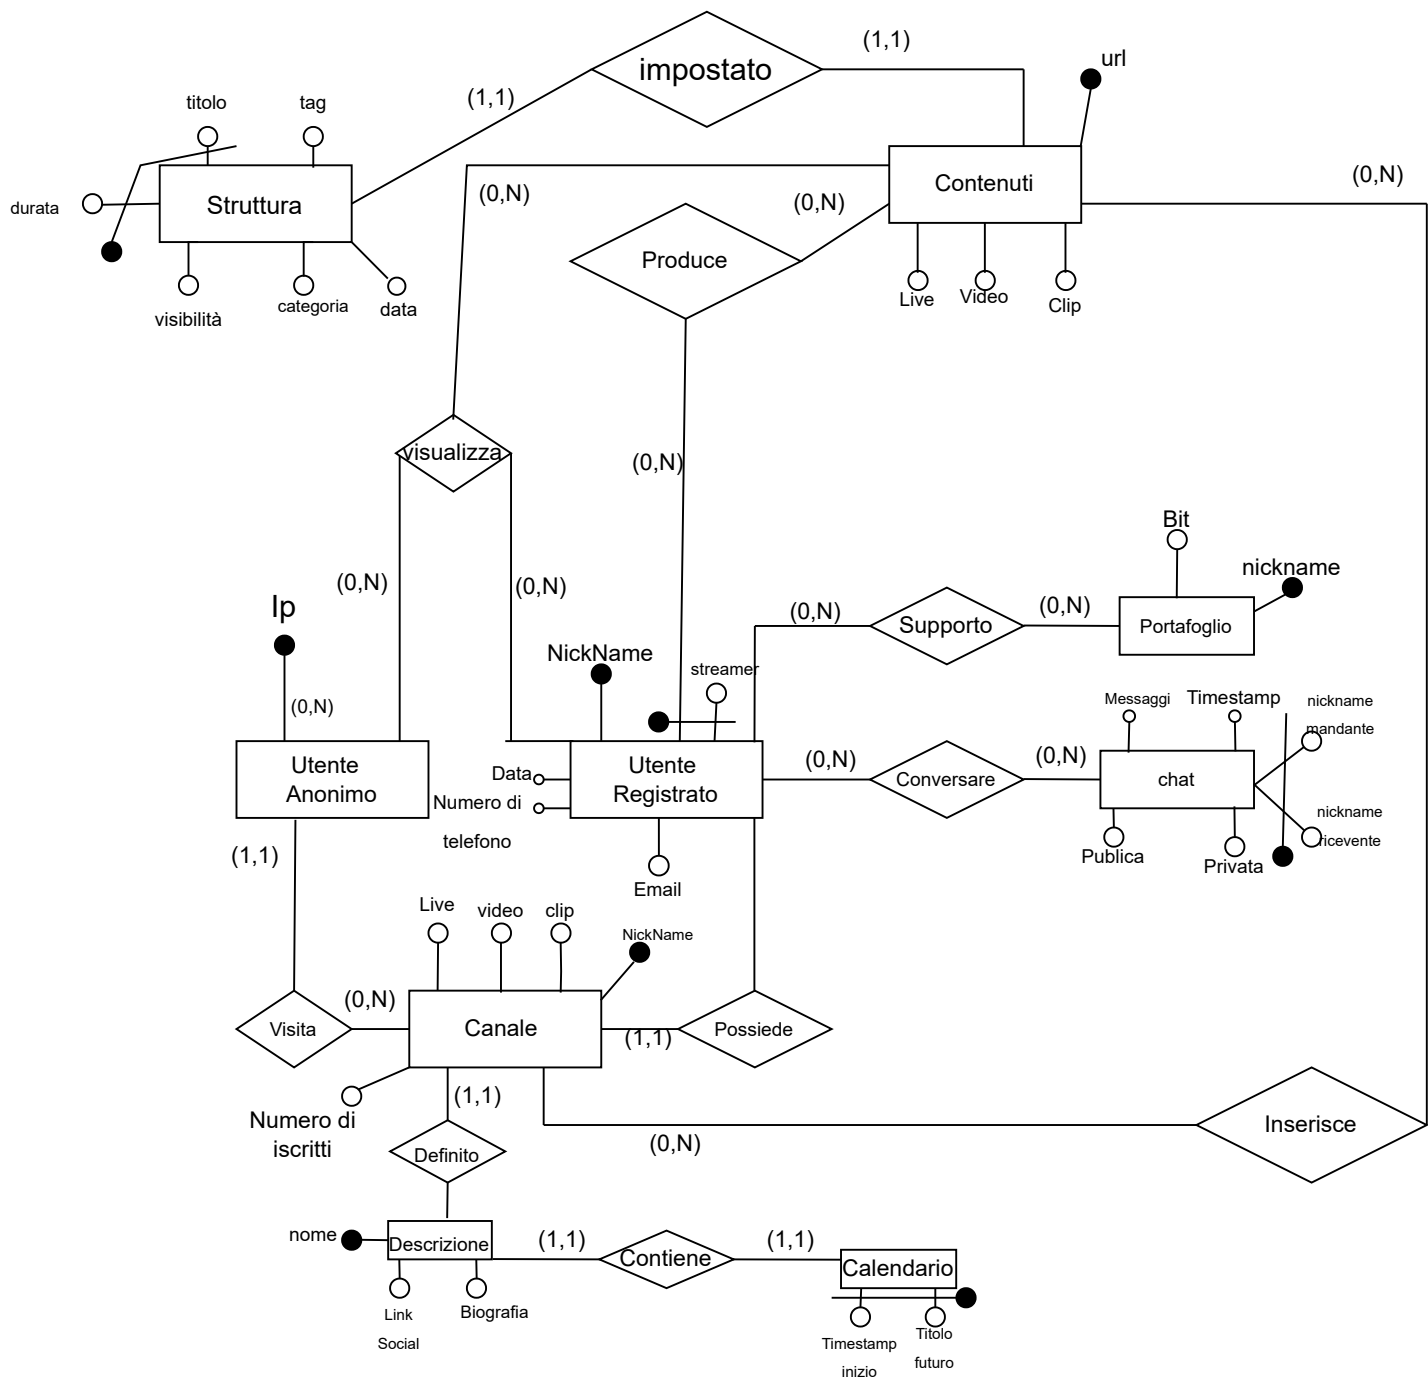 impostato
(1,1)
url
(1,1)
titolo
tag
Struttura
durata
visibilità
categoria
data
Contenuti
Live
Video
Clip
(0,N)
(0,N)
(0,N)
Produce
visualizza
(0,N)
(0,N)
(0,N)
Ip
(0,N)
Utente
Anonimo
NickName
streamer
Utente
Registrato
Data
Numero di
telefono
Email
(0,N)
Supporto
(0,N)
Bit
nickname
Portafoglio
(0,N)
Conversare
(0,N)
Messaggi
Timestamp
nickname
mandante
chat
nickname
ricevente
Publica
Privata
(1,1)
Visita
(0,N)
Live
video
clip
NickName
Canale
(1,1)
Possiede
Numero di
iscritti
(1,1)
(0,N)
Inserisce
Definito
nome
Descrizione
Link
Social
Biografia
(1,1)
Contiene
(1,1)
Calendario
Timestamp
inizio
Titolo
futuro